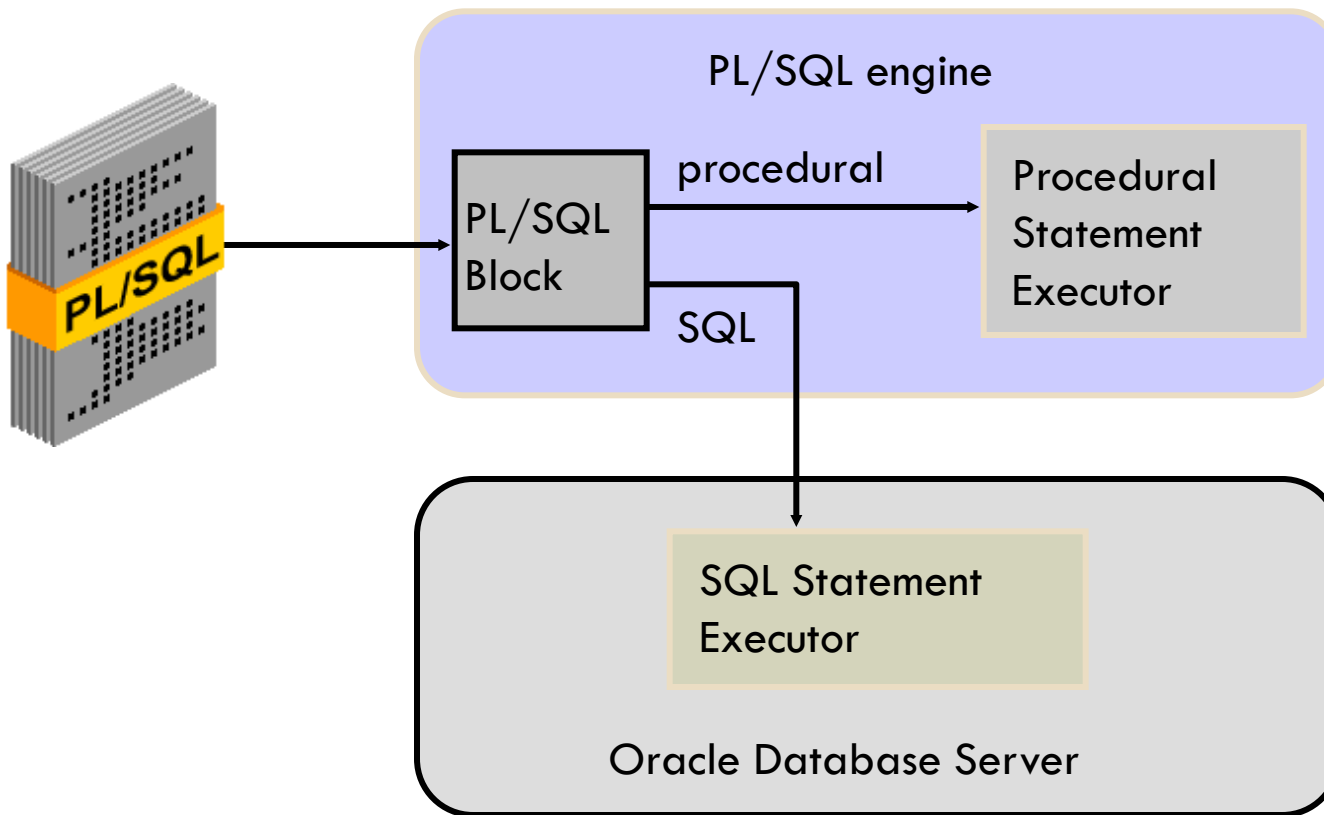 PL/SQL engine
PL/SQL
PL/SQL
Block
procedural
SQL
Procedural
Statement
Executor
SQL Statement
Executor
Oracle Database Server